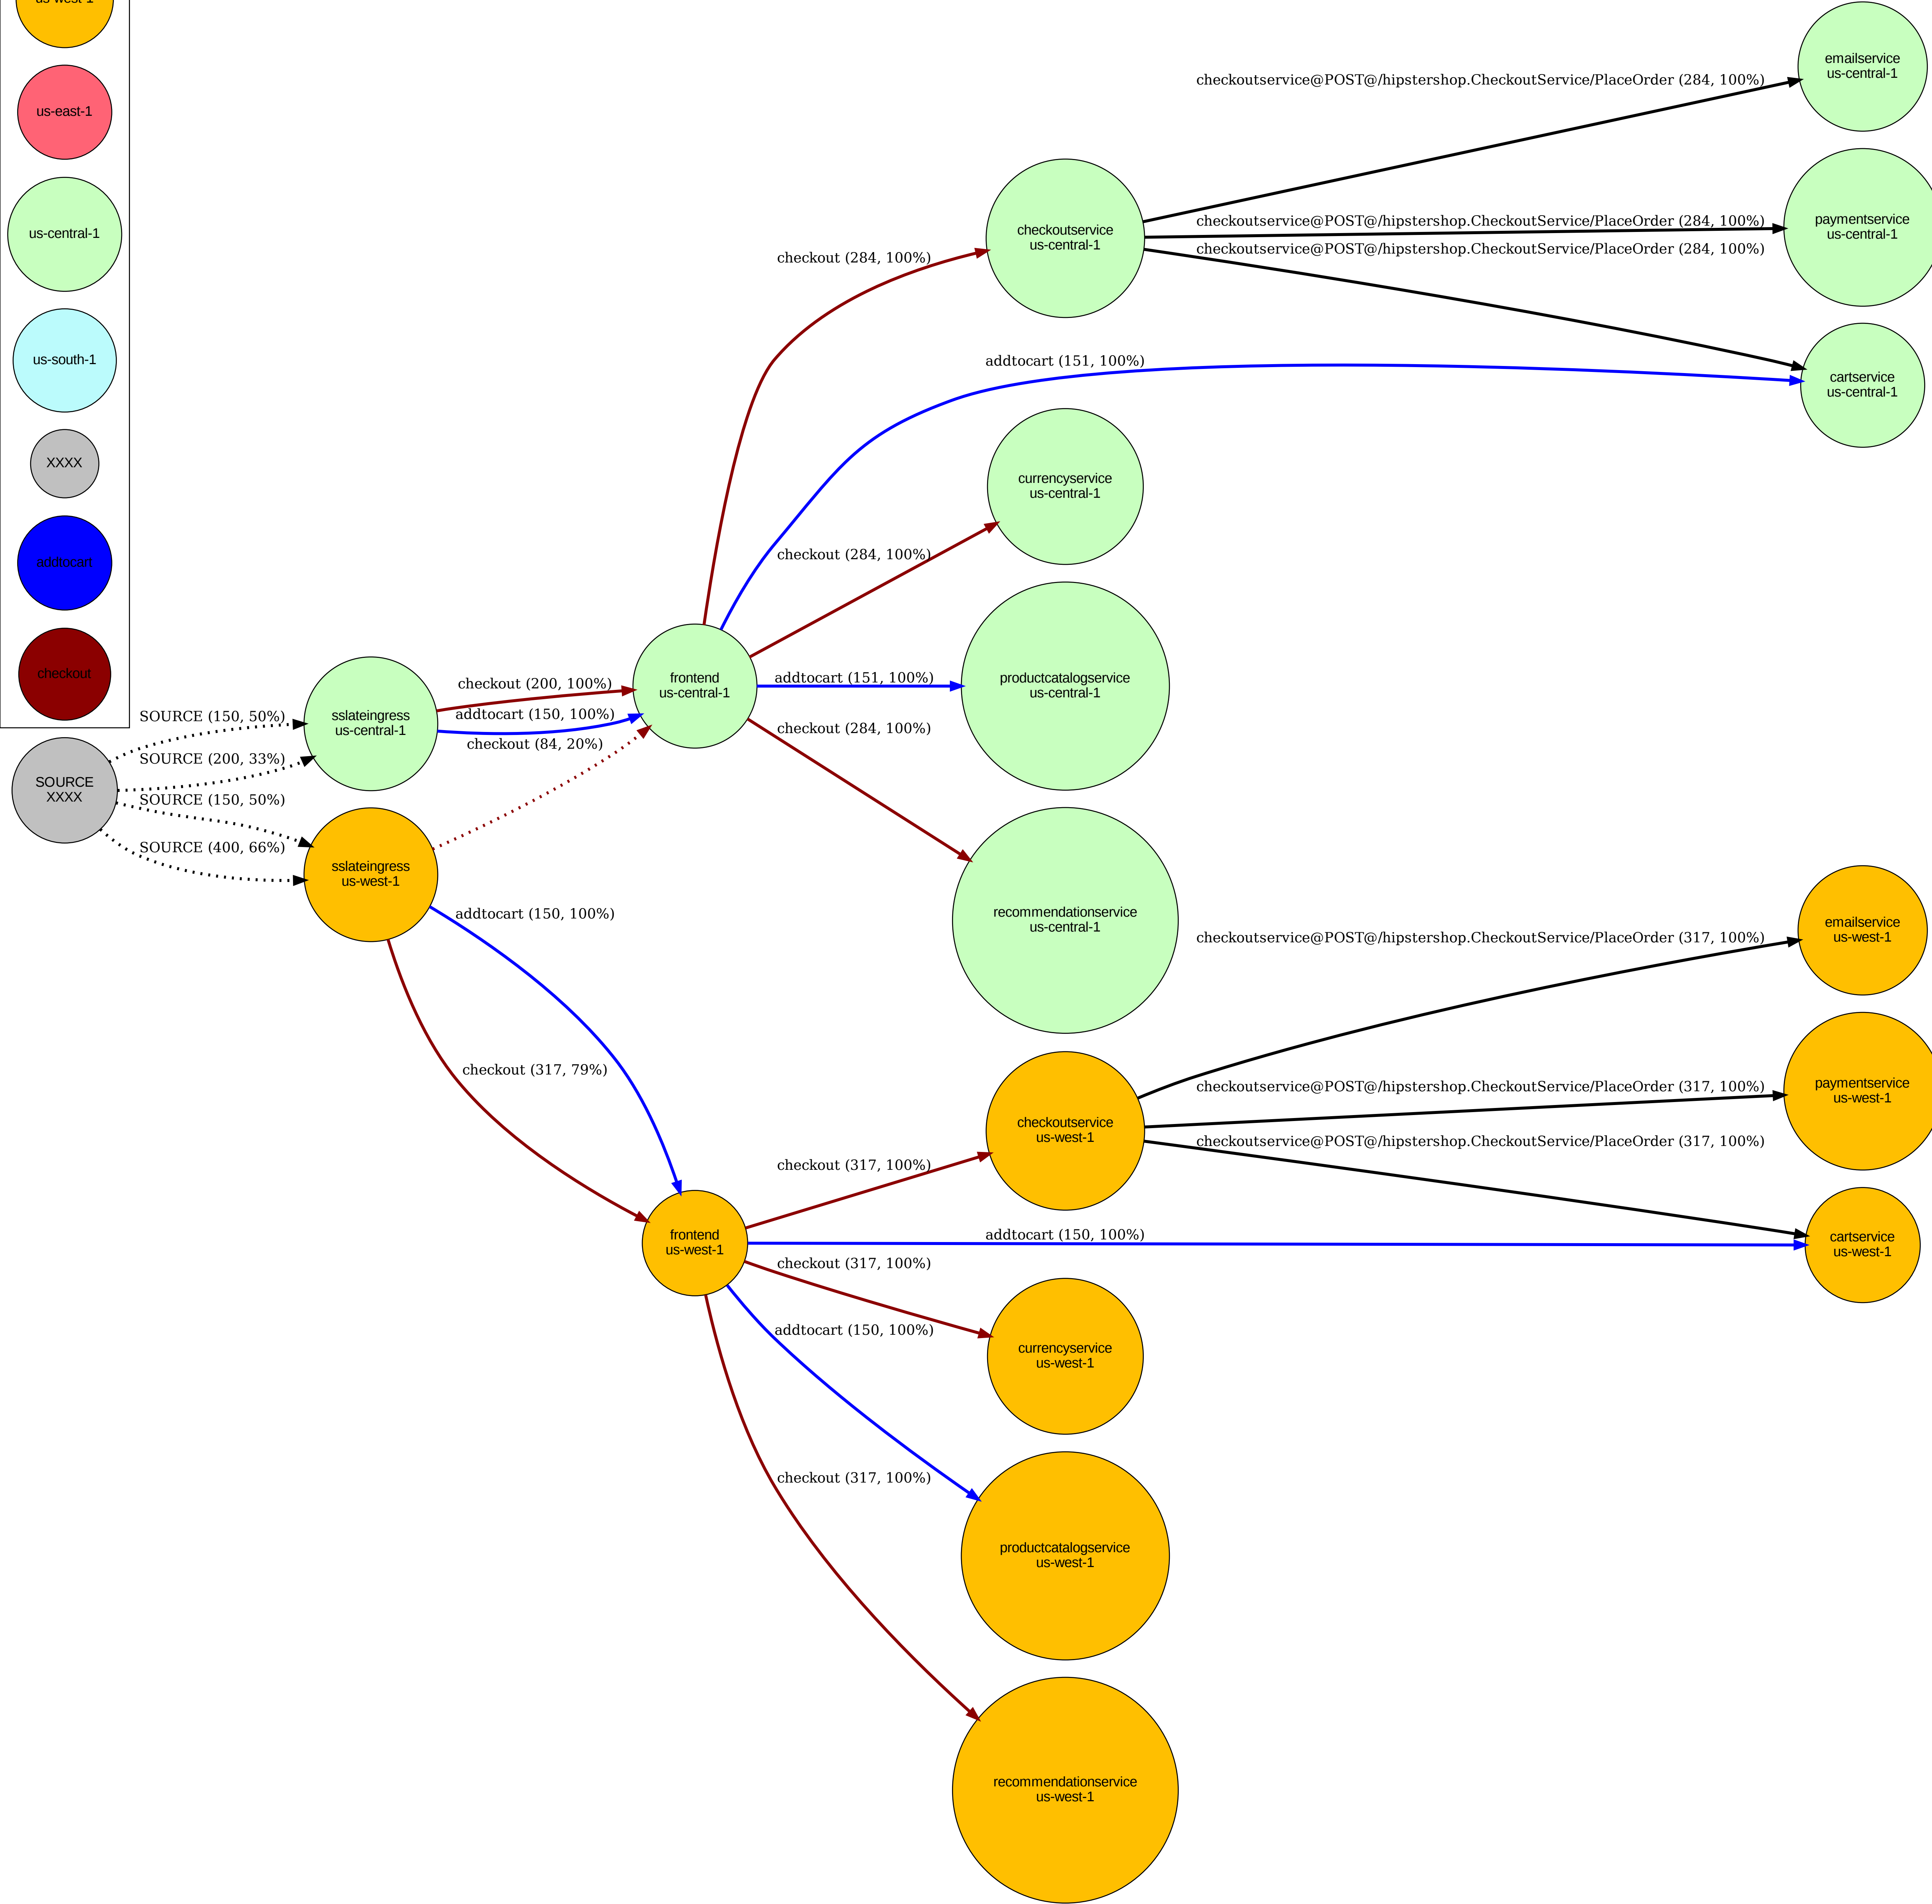 us-west-1
us-east-1
us-central-1
us-south-1
XXXX
addtocart
checkout
SOURCE
XXXX
SOURCE (150, 50%)
SOURCE (200, 33%)
SOURCE (150, 50%)
SOURCE (400, 66%)
sslateingress
us-central-1
sslateingress
us-west-1
checkout (200, 100%)
addtocart (150, 100%)
checkout (84, 20%)
addtocart (150, 100%)
checkout (317, 79%)
frontend
us-central-1
frontend
us-west-1
checkout (284, 100%)
addtocart (151, 100%)
checkout (284, 100%)
addtocart (151, 100%)
checkout (284, 100%)
checkout (317, 100%)
addtocart (150, 100%)
checkout (317, 100%)
addtocart (150, 100%)
checkout (317, 100%)
checkoutservice
us-central-1
currencyservice
us-central-1
productcatalogservice
us-central-1
recommendationservice
us-central-1
checkoutservice
us-west-1
currencyservice
us-west-1
productcatalogservice
us-west-1
recommendationservice
us-west-1
checkoutservice@POST@/hipstershop.CheckoutService/PlaceOrder (284, 100%)
checkoutservice@POST@/hipstershop.CheckoutService/PlaceOrder (284, 100%)
checkoutservice@POST@/hipstershop.CheckoutService/PlaceOrder (284, 100%)
checkoutservice@POST@/hipstershop.CheckoutService/PlaceOrder (317, 100%)
checkoutservice@POST@/hipstershop.CheckoutService/PlaceOrder (317, 100%)
checkoutservice@POST@/hipstershop.CheckoutService/PlaceOrder (317, 100%)
emailservice
us-central-1
paymentservice
us-central-1
cartservice
us-central-1
emailservice
us-west-1
paymentservice
us-west-1
cartservice
us-west-1